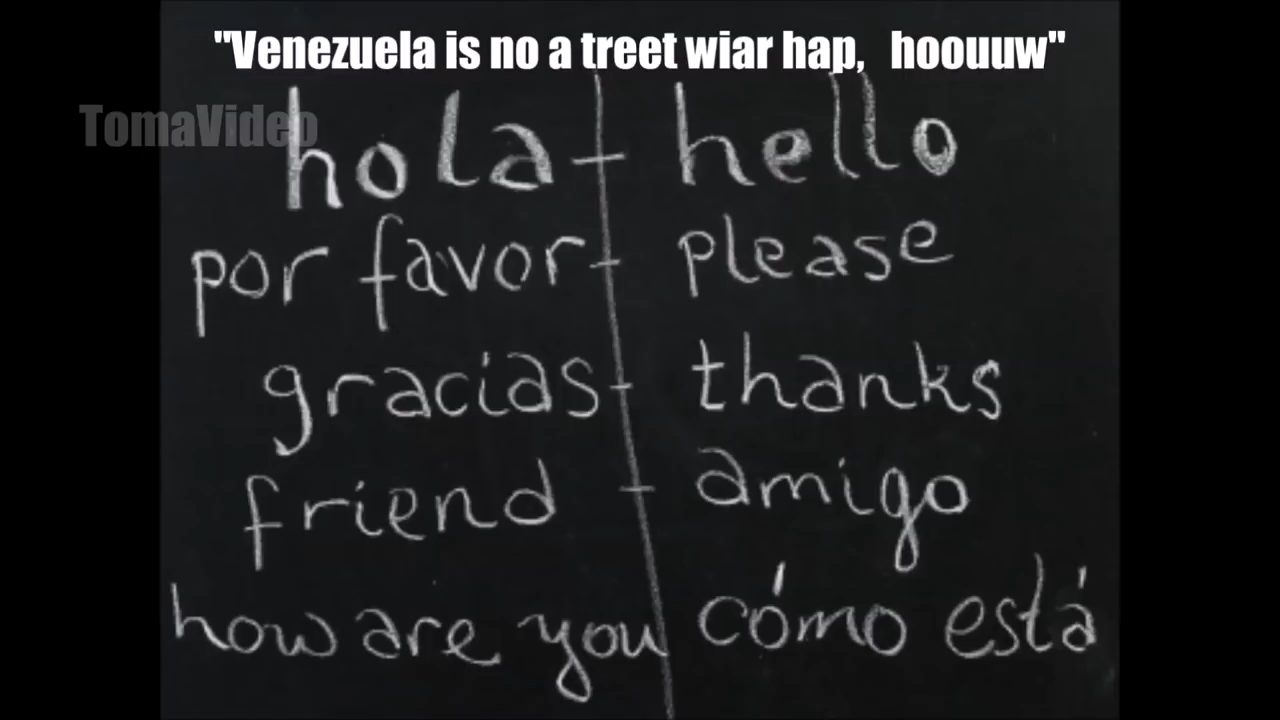 "Venezuela is no a treet wiar hap, hoouuw"
TomaVideo
hola - hello
por favor - please
gracias - thanks
friend - amigo
how are you cómo está